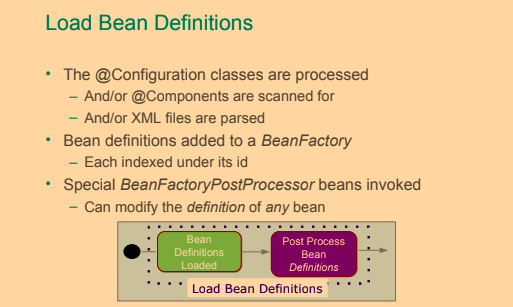 Load Bean Definitions
• The @Configuration classes are processed
– And/or @Components are scanned for
– And/or XML files are parsed
• Bean definitions added to a BeanFactory
– Each indexed under its id
• Special BeanFactoryPostProcessor beans invoked
– Can modify the definition of any bean
Bean
Definitions
Loaded
Post Process
Bean
Definitions
Load Bean Definitions